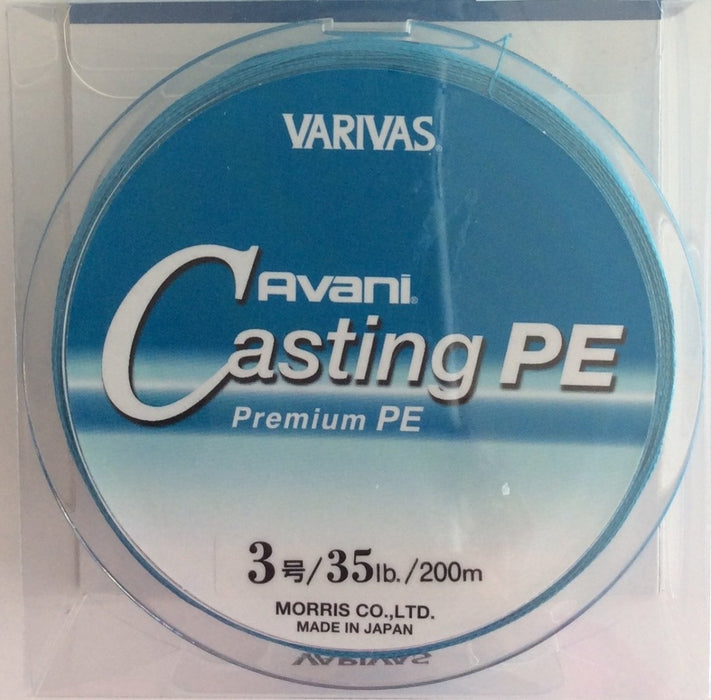 VARIVAS®
Avani®
Casting PE
Premium PE
3号/35lb./200m
MORRIS CO.,LTD.
MADE IN JAPAN
VARIVAS